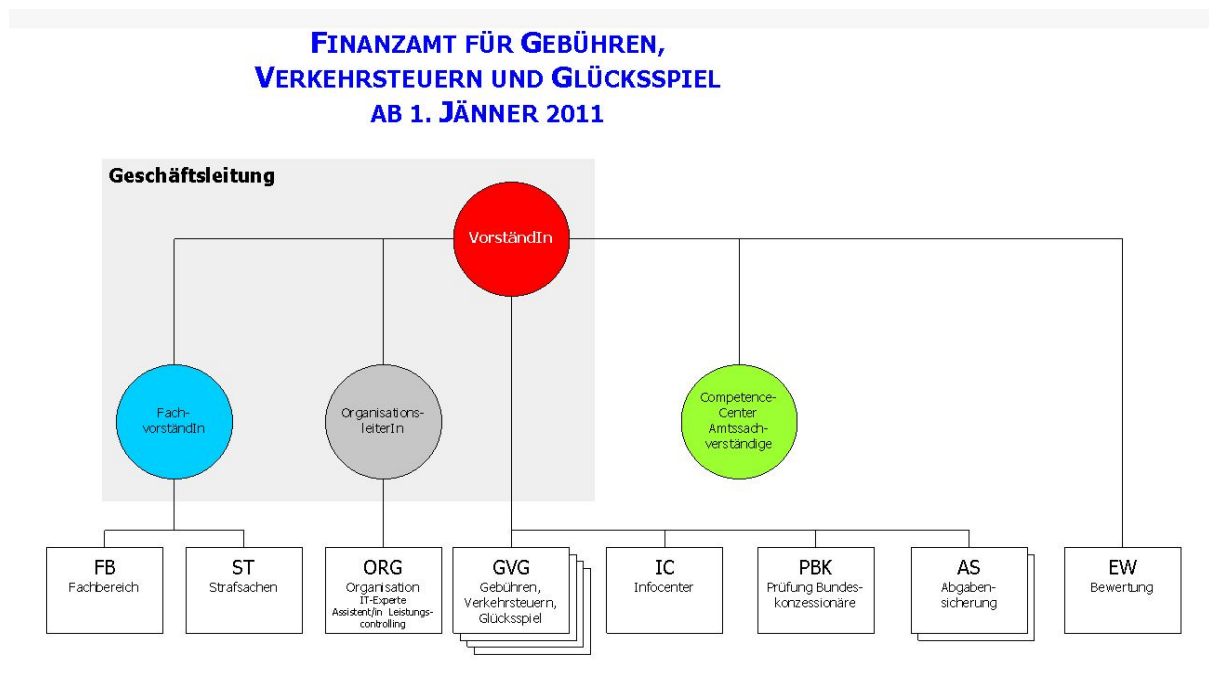 FINANZAMT FÜR GEBÜHREN,
VERKEHRSTEUERN UND GLÜCKSSPIEL
AB 1. JÄNNER 2011
Geschäftsleitung
VorständIn
Fach-
vorständIn
Organisations-
leiterIn
Competence-
Center
Amtssach-
verständige
FB
Fachbereich
ST
Strafsachen
ORG
Organisation
IT-Experte
Assistent/in Leistungs-
controlling
GVG
Gebühren,
Verkehrsteuern,
Glücksspiel
IC
Infocenter
PBK
Prüfung Bundes-
konzessionäre
AS
Abgaben-
sicherung
EW
Bewertung